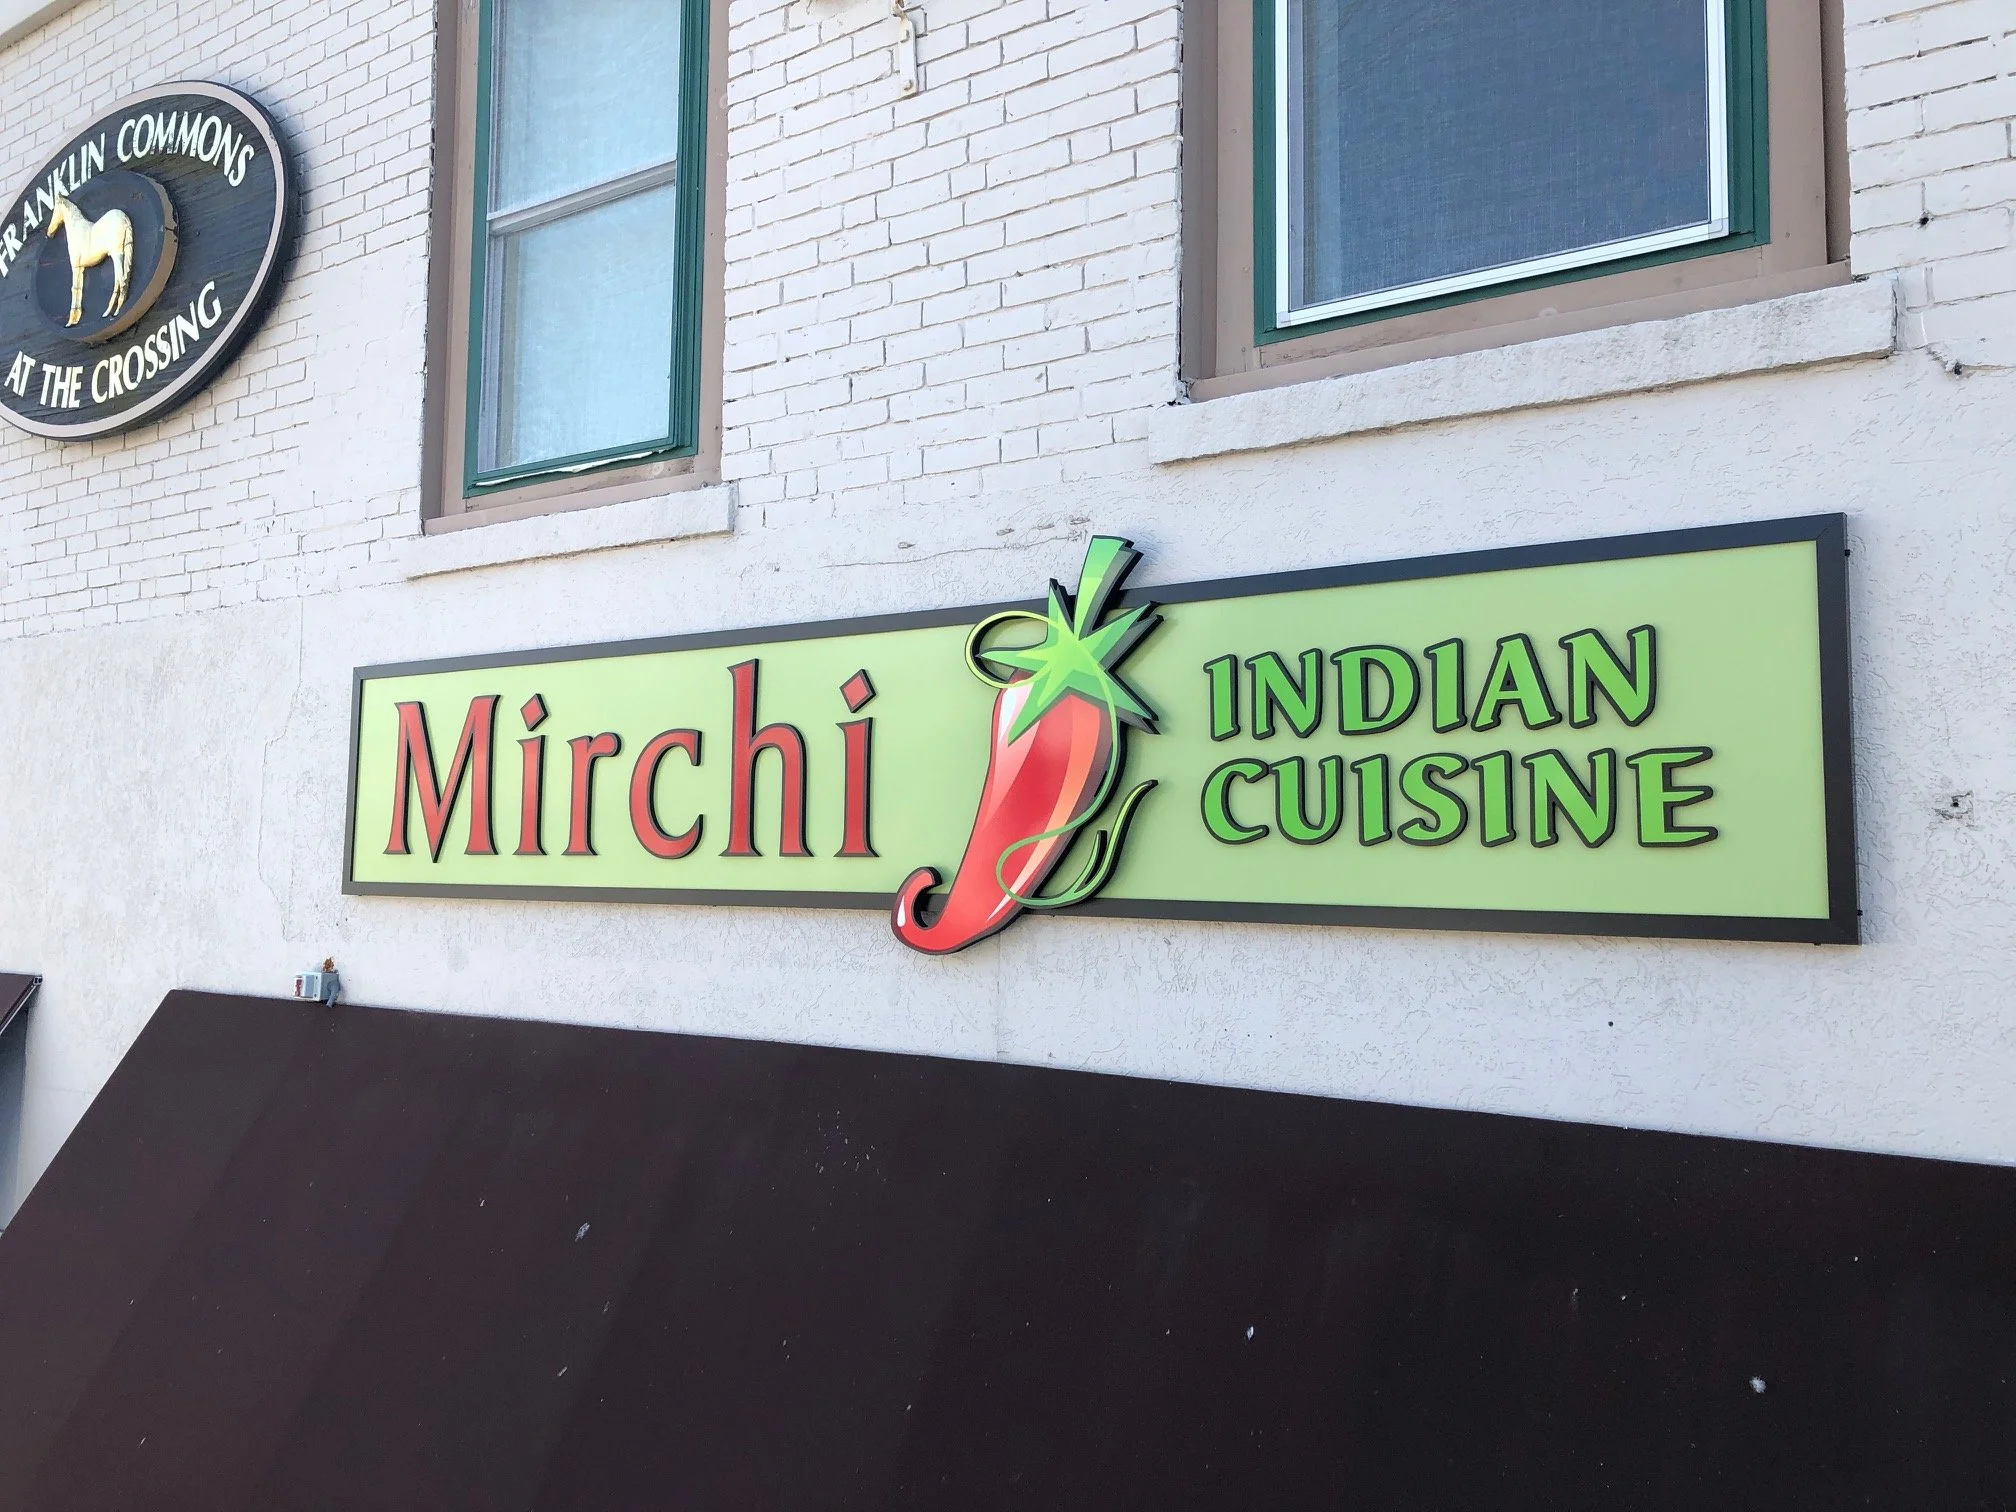 FRANKLIN COMMONS
AT THE CROSSING
Mirchi
INDIAN
CUISINE